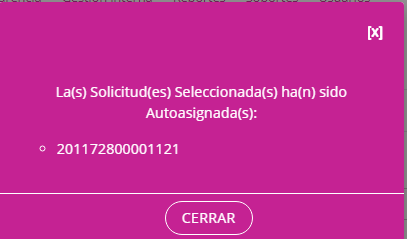 [x]
La(s) Solicitud(es) Seleccionada(s) ha(n) sido
Autoasignada(s):
201172800001121
CERRAR